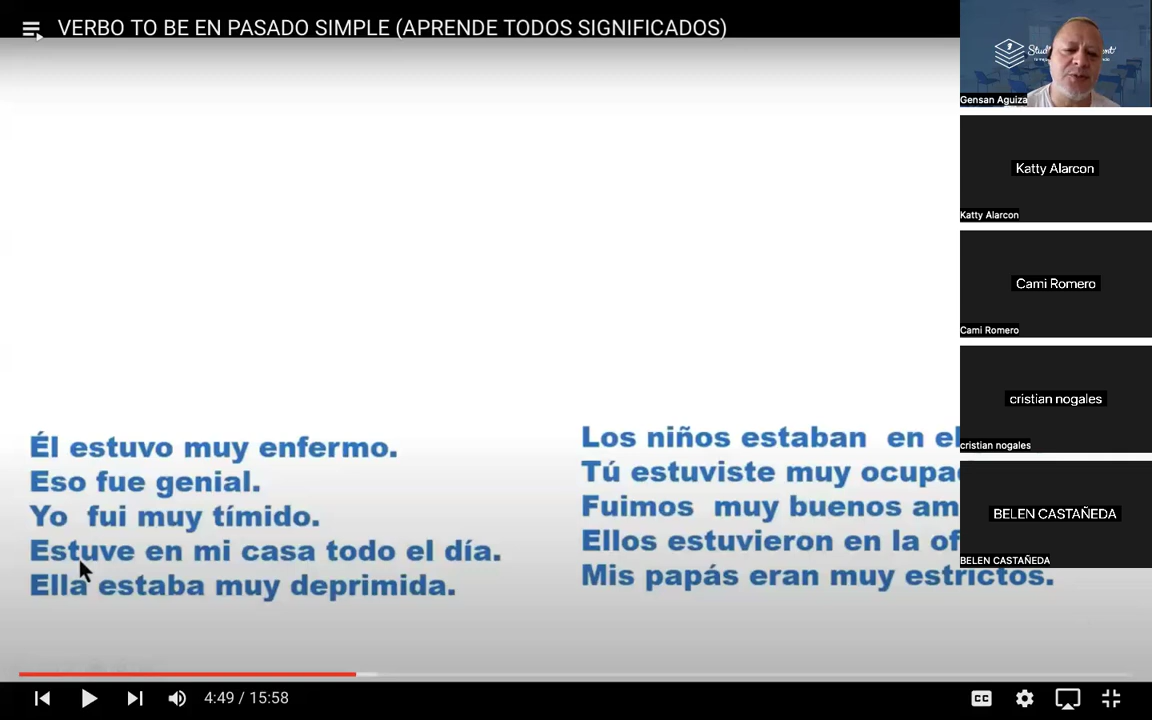 VERBO TO BE EN PASADO SIMPLE (APRENDE TODOS SIGNIFICADOS)
Él estuvo muy enfermo.
Eso fue genial.
Yo fui muy tímido.
Estuve en mi casa todo el día.
Ella estaba muy deprimida.
Los niños estaban en el
Tú estuviste muy
Fuimos muy buenos
Ellos estuvieron en la
Mis papás eran muy estrictos.
4:49 / 15:58
CC
Gensan Aguiza
Katty Alarcon
Katty Alarcon
Cami Romero
Cami Romero
cristian nogales
cristian nogales
BELEN CASTAÑEDA
BELEN CASTAÑEDA